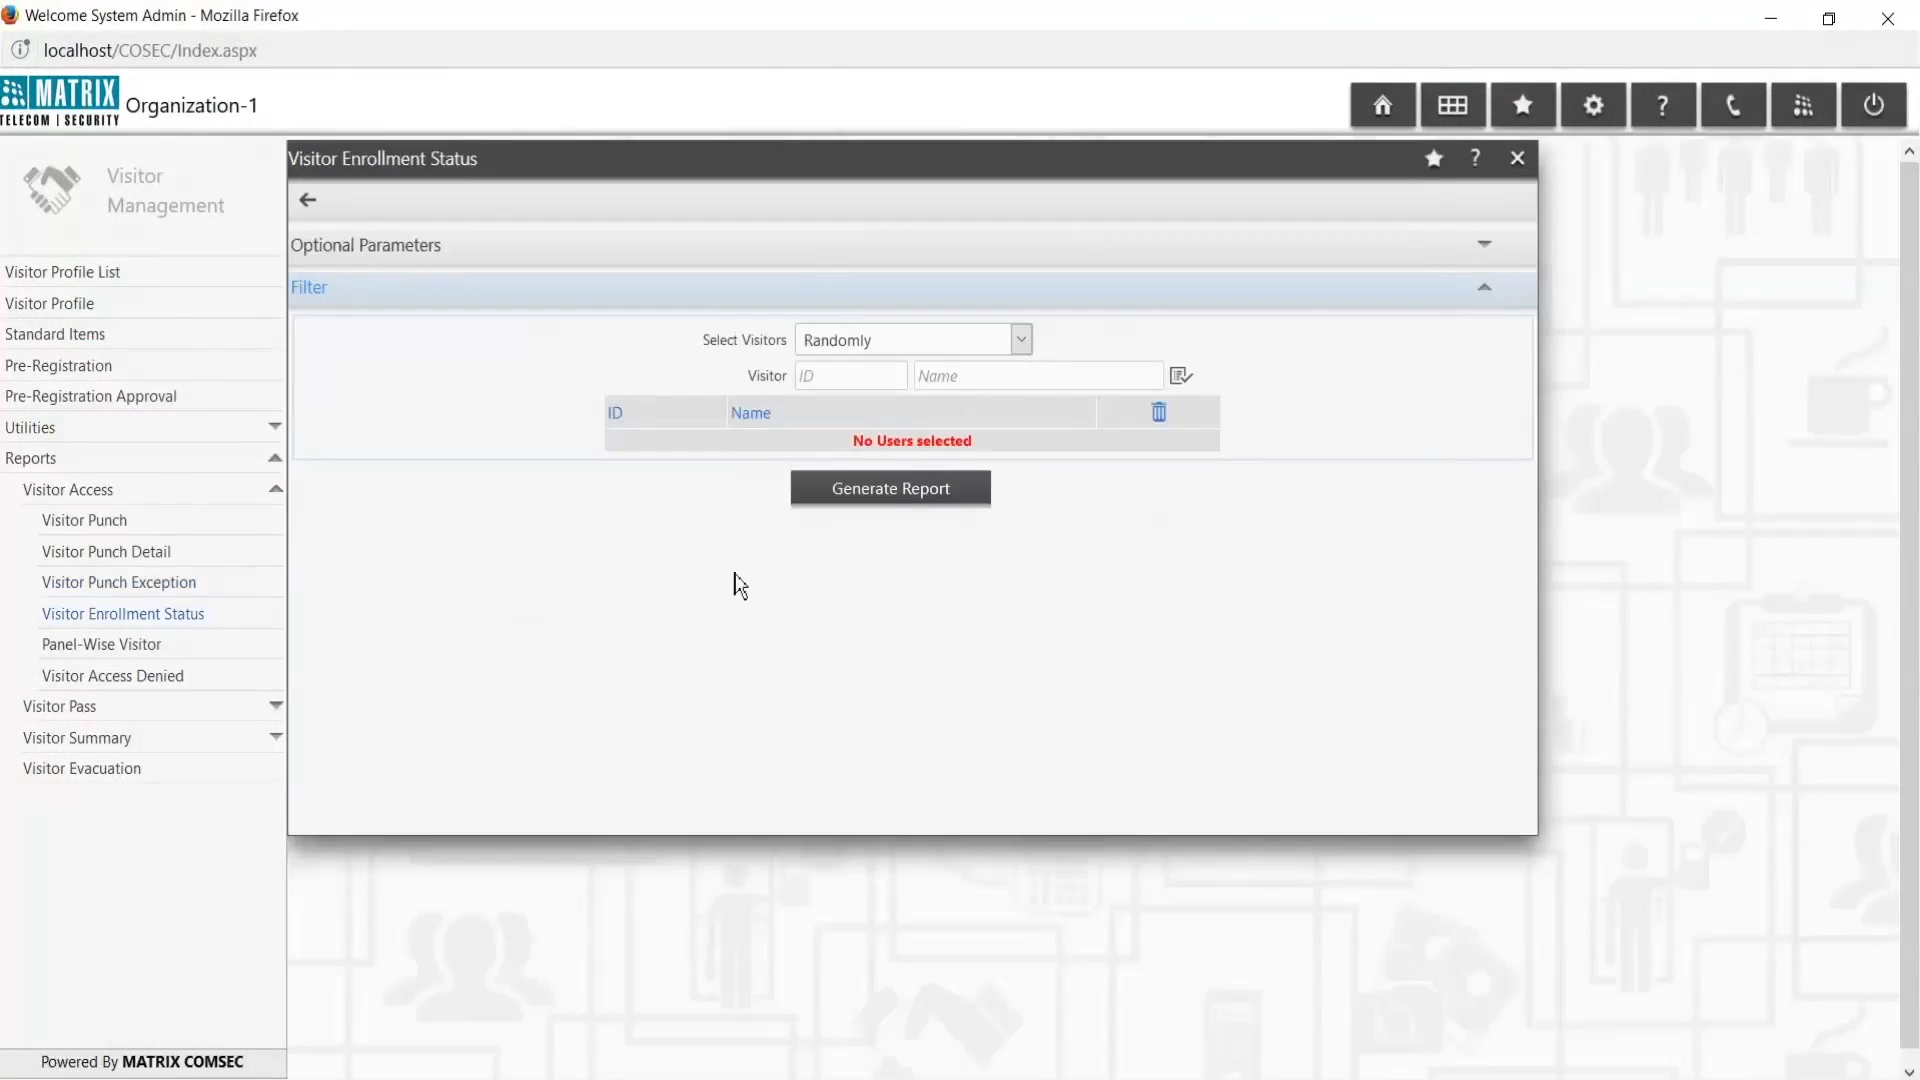 Welcome System Admin - Mozilla Firefox
localhost/COSEC/Index.aspx
MATRIX
TELECOM | SECURITY
Organization-1
?
Visitor
Management
Visitor Profile List
Visitor Profile
Standard Items
Pre-Registration
Pre-Registration Approval
Utilities
Reports
Visitor Access
Visitor Punch
Visitor Punch Detail
Visitor Punch Exception
Visitor Enrollment Status
Panel-Wise Visitor
Visitor Access Denied
Visitor Pass
Visitor Summary
Visitor Evacuation
Powered By MATRIX COMSEC
Visitor Enrollment Status
?
Optional Parameters
Filter
Select Visitors Randomly
Visitor ID Name
ID Name
No Users selected
Generate Report